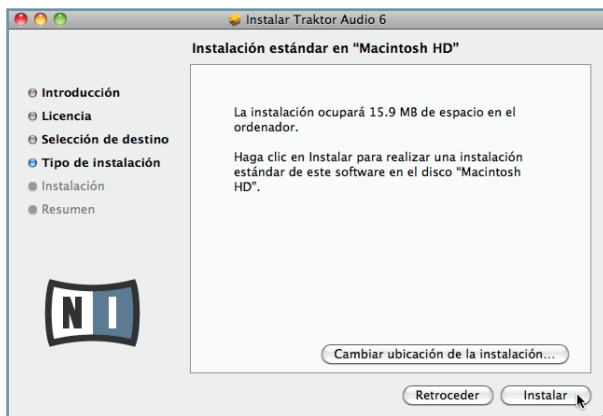 Instalar Traktor Audio 6
Instalación estándar en “Macintosh HD”
Introducción
Licencia
Selección de destino
Tipo de instalación
Instalación
Resumen
La instalación ocupará 15.9 MB de espacio en el
ordenador.
Haga clic en Instalar para realizar una instalación
estándar de este software en el disco “Macintosh
HD”.
NI
Cambiar ubicación de la instalación...
Retroceder
Instalar